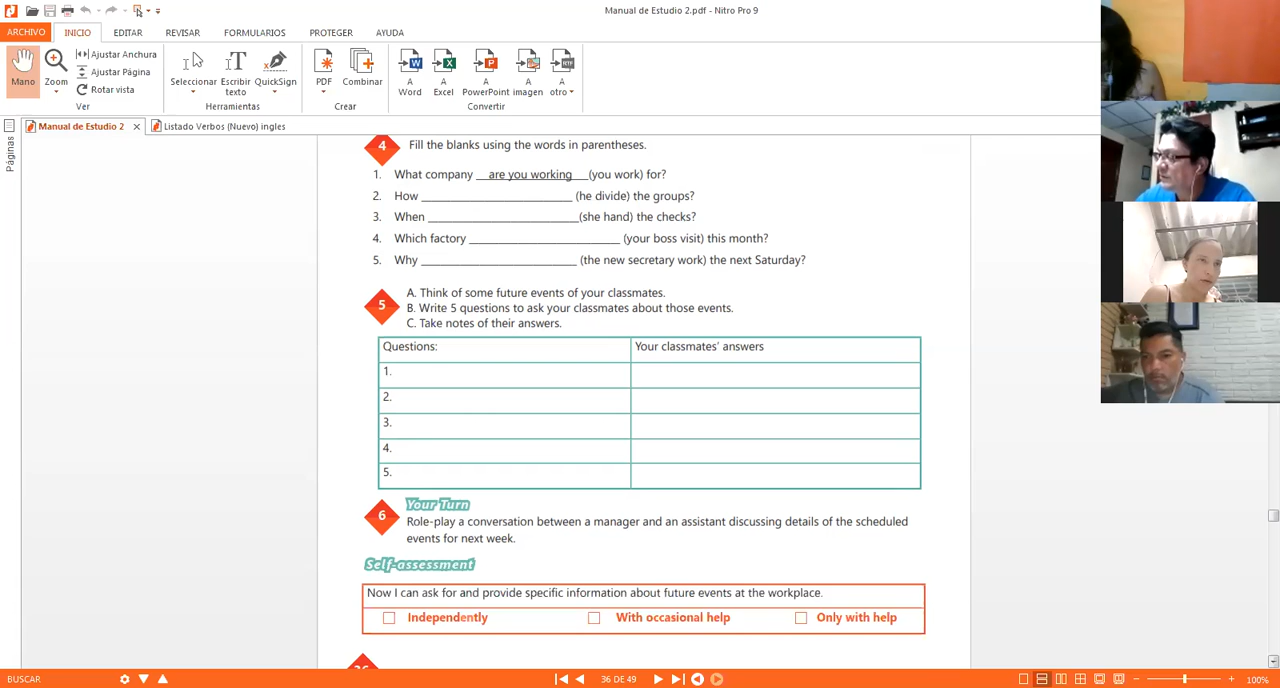 Manual de Estudio 2.pdf - Nitro Pro 9
ARCHIVO INICIO EDITAR REVISAR FORMULARIOS PROTEGER AYUDA
Mano Zoom Ajustar Anchura
Ajustar Página
Rotar vista
Seleccionar Escribir texto QuickSign
PDF Combinar
A Word A Excel A PowerPoint A imagen A otro
Ver Herramientas Crear Convertir
Manual de Estudio 2 Listado Verbos (Nuevo) ingles
Páginas
4 Fill the blanks using the words in parentheses.
1. What company __are you working__(you work) for?
2. How ____________________ (he divide) the groups?
3. When ____________________(she hand) the checks?
4. Which factory ____________________ (your boss visit) this month?
5. Why ____________________ (the new secretary work) the next Saturday?
5 A. Think of some future events of your classmates.
B. Write 5 questions to ask your classmates about those events.
C. Take notes of their answers.
Questions: Your classmates' answers
1.
2.
3.
4.
5.
6 Your Turn
Role-play a conversation between a manager and an assistant discussing details of the scheduled
events for next week.
Self-assessment
Now I can ask for and provide specific information about future events at the workplace.
Independently With occasional help Only with help
BUSCAR 36 DE 49 100%